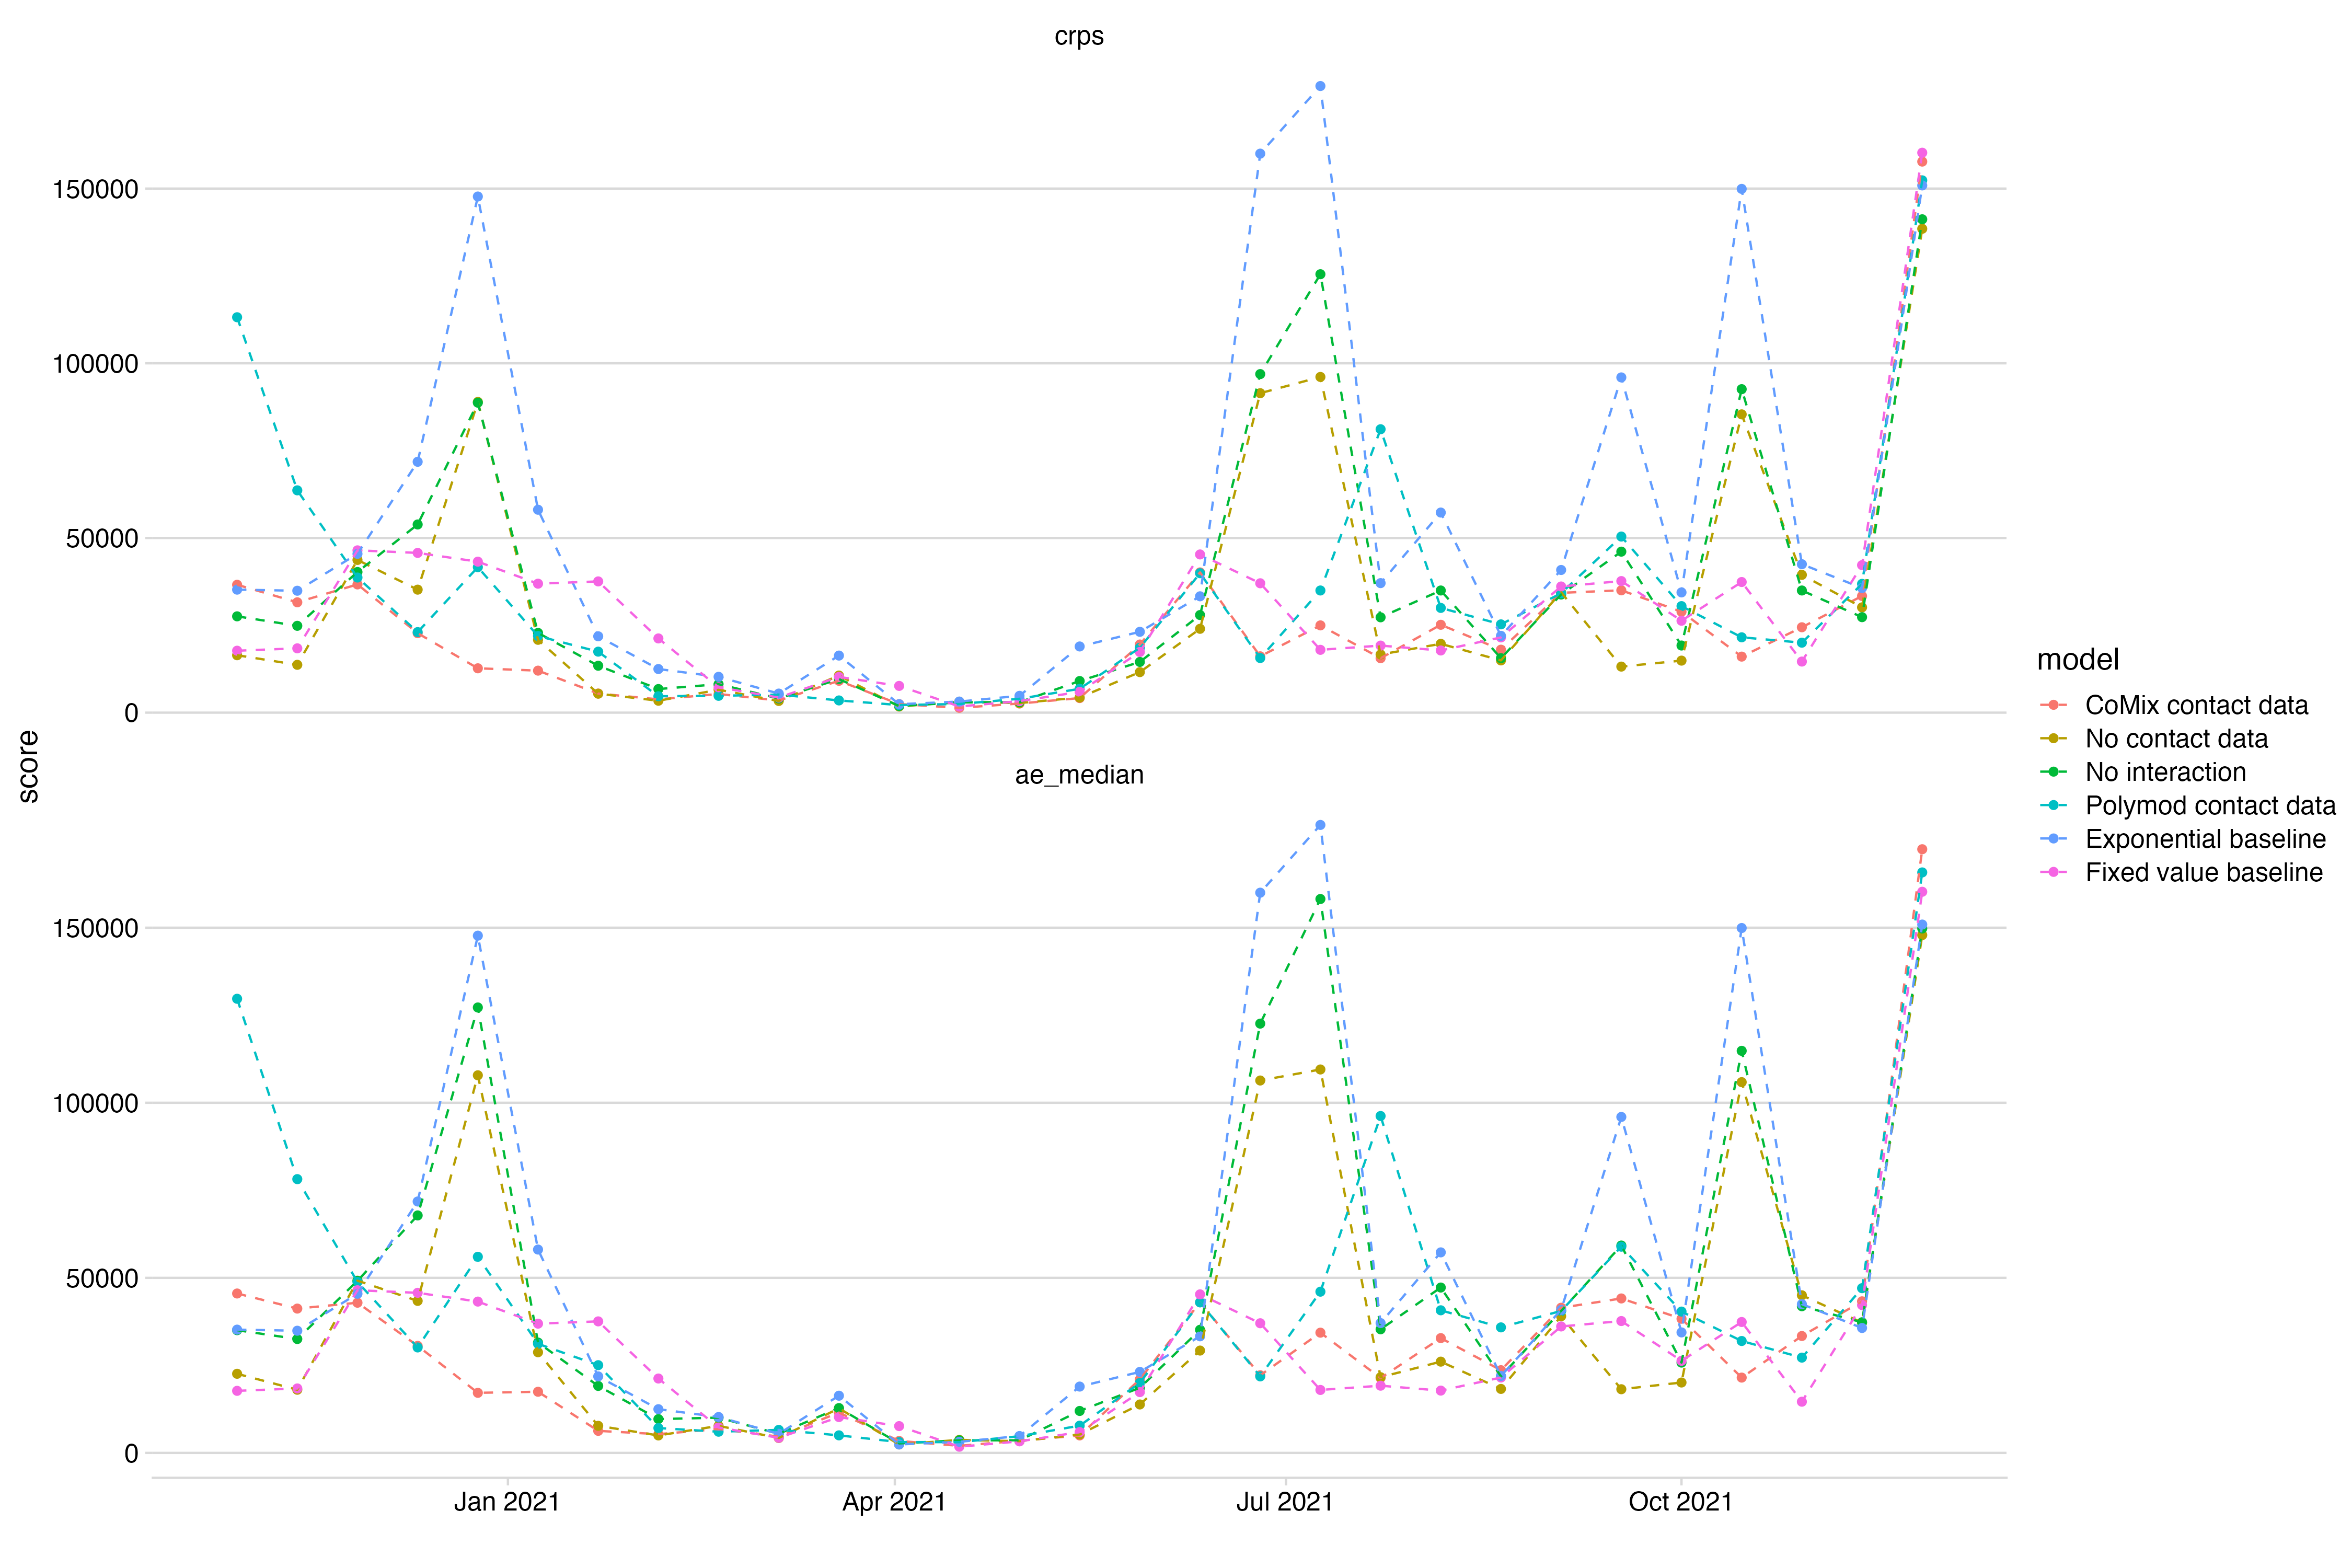 crps
150000
100000
50000
0
score
ae_median
150000
100000
50000
0
Jan 2021
Apr 2021
Jul 2021
Oct 2021
model
CoMix contact data
No contact data
No interaction
Polymod contact data
Exponential baseline
Fixed value baseline